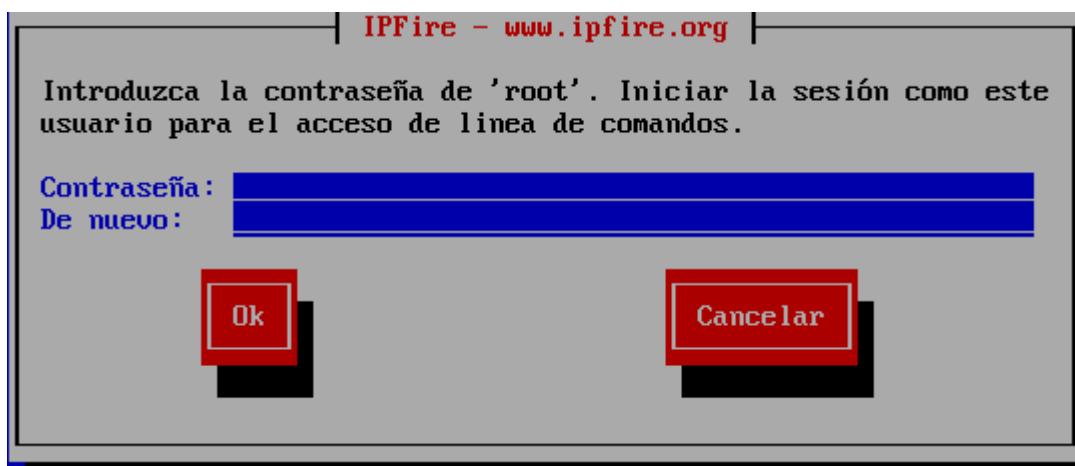 IPFire - www.ipfire.org
Introduzca la contraseña de 'root'. Iniciar la sesión como este
usuario para el acceso de linea de comandos.
Contraseña:
De nuevo:
Ok
Cancelar